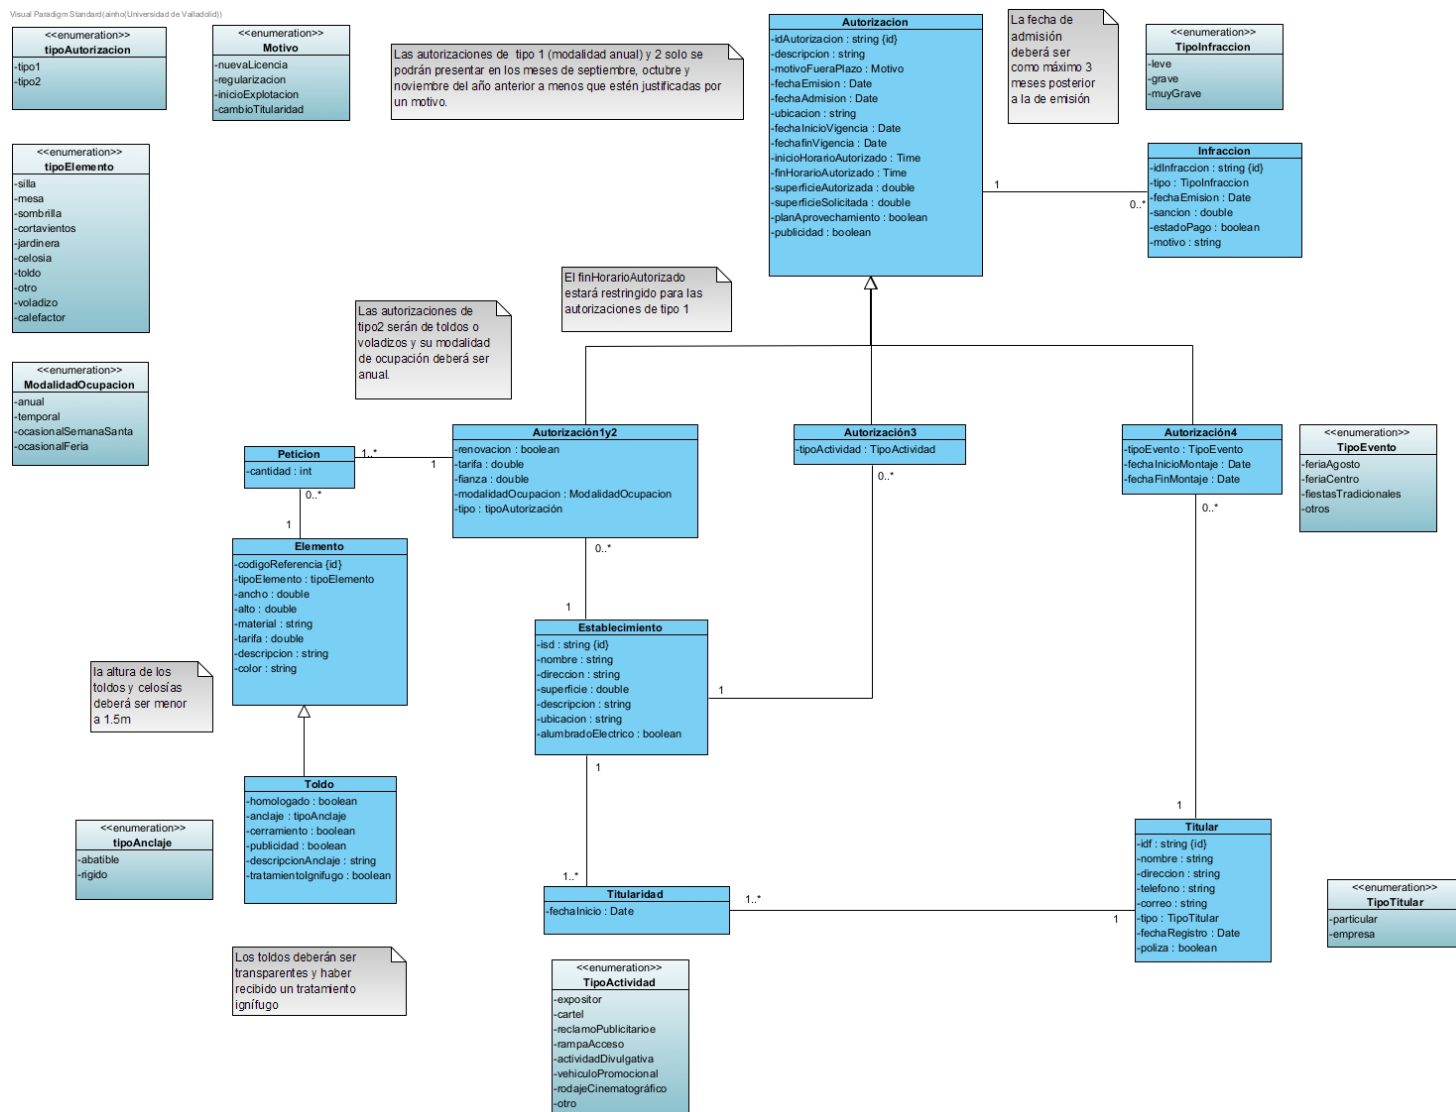 Visual Paradigm Standard(ainho(Universidad de Valladolid))
<<enumeration>>
tipoAutorizacion
-tipo1
-tipo2
<<enumeration>>
Motivo
-nuevaLicencia
-regularizacion
-inicioExplotacion
-cambioTitularidad
Las autorizaciones de  tipo 1 (modalidad anual) y 2 solo se
podrán presentar en los meses de septiembre, octubre y
noviembre del año anterior a menos que estén justificadas por
un motivo.
Autorizacion
-idAutorizacion : string {id}
-descripcion : string
-motivoFueraPlazo : Motivo
-fechaEmision : Date
-fechaAdmision : Date
-ubicacion : string
-fechaInicioVigencia : Date
-fechafinVigencia : Date
-inicioHorarioAutorizado : Time
-finHorarioAutorizado : Time
-superficieAutorizada : double
-superficieSolicitada : double
-planAprovechamiento : boolean
-publicidad : boolean
La fecha de
admisión
deberá ser
como máximo 3
meses posterior
a la de emisión
<<enumeration>>
TipoInfraccion
-leve
-grave
-muyGrave
<<enumeration>>
tipoElemento
-silla
-mesa
-sombrilla
-cortavientos
-jardinera
-celosia
-toldo
-otro
-voladizo
-calefactor
Infraccion
-idInfraccion : string {id}
-tipo : TipoInfraccion
-fechaEmision : Date
-sancion : double
-estadoPago : boolean
-motivo : string
1
0..*
El finHorarioAutorizado
estará restringido para las
autorizaciones de tipo 1
Las autorizaciones de
tipo2 serán de toldos o
voladizos y su modalidad
de ocupación deberá ser
anual.
<<enumeration>>
ModalidadOcupacion
-anual
-temporal
-ocasionalSemanaSanta
-ocasionalFeria
Peticion
-cantidad : int
1..*
1
0..*
1
Autorización1y2
-renovacion : boolean
-tarifa : double
-fianza : double
-modalidadOcupacion : ModalidadOcupacion
-tipo : tipoAutorización
0..*
1
Autorización3
-tipoActividad : TipoActividad
0..*
1
Autorización4
-tipoEvento : TipoEvento
-fechaInicioMontaje : Date
-fechaFinMontaje : Date
0..*
1
<<enumeration>>
TipoEvento
-feriaAgosto
-feriaCentro
-fiestasTradicionales
-otros
Elemento
-codigoReferencia {id}
-tipoElemento : tipoElemento
-ancho : double
-alto : double
-material : string
-tarifa : double
-descripcion : string
-color : string
Establecimiento
-isd : string {id}
-nombre : string
-direccion : string
-superficie : double
-descripcion : string
-ubicacion : string
-alumbradoElectrico : boolean
la altura de los
toldos y celosías
deberá ser menor
a 1.5m
Toldo
-homologado : boolean
-anclaje : tipoAnclaje
-cerramiento : boolean
-publicidad : boolean
-descripcionAnclaje : string
-tratamientoIgnifugo : boolean
<<enumeration>>
tipoAnclaje
-abatible
-rigido
1
1..*
Titularidad
-fechaInicio : Date
1..*
1
Titular
-idf : string {id}
-nombre : string
-direccion : string
-telefono : string
-correo : string
-tipo : TipoTitular
-fechaRegistro : Date
-poliza : boolean
<<enumeration>>
TipoTitular
-particular
-empresa
Los toldos deberán ser
transparentes y haber
recibido un tratamiento
ignífugo
<<enumeration>>
TipoActividad
-expositor
-cartel
-reclamoPublicitarioe
-rampaAcceso
-actividadDivulgativa
-vehiculoPromocional
-rodajeCinematográfico
-otro